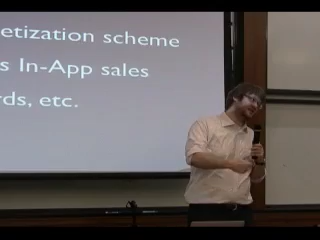 etization scheme
s In-App sales
rds, etc.